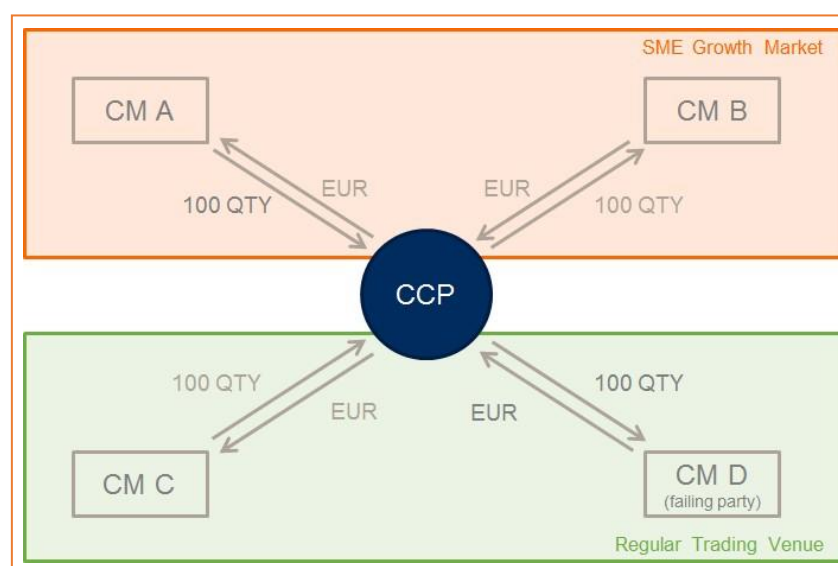 SME Growth Market
CM A
CM B
EUR
EUR
100 QTY
100 QTY
CCP
100 QTY
100 QTY
EUR
EUR
CM C
CM D
(failing party)
Regular Trading Venue